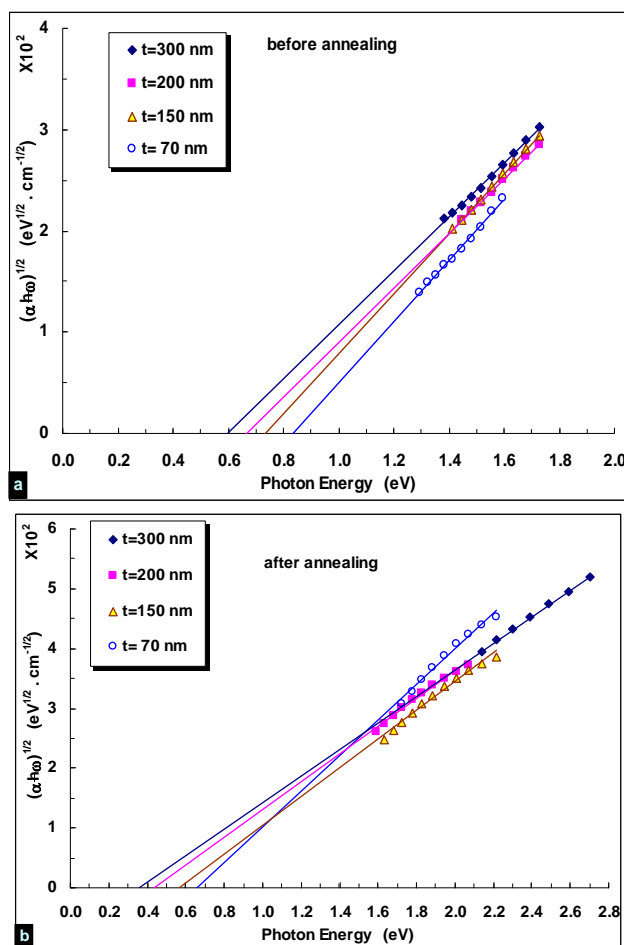 before annealing
X10²
t=300 nm
t=200 nm
t=150 nm
t= 70 nm
(α.ħω)^1/2 (eV^1/2 . cm^-1/2)
5
4
3
2
1
0
0.0 0.2 0.4 0.6 0.8 1.0 1.2 1.4 1.6 1.8 2.0
Photon Energy (eV)
a
after annealing
X10²
t=300 nm
t=200 nm
t=150 nm
t= 70 nm
(α.ħω)^1/2 (eV^1/2 . cm^-1/2)
6
5
4
3
2
1
0
0.0 0.2 0.4 0.6 0.8 1.0 1.2 1.4 1.6 1.8 2.0 2.2 2.4 2.6 2.8
Photon Energy (eV)
b